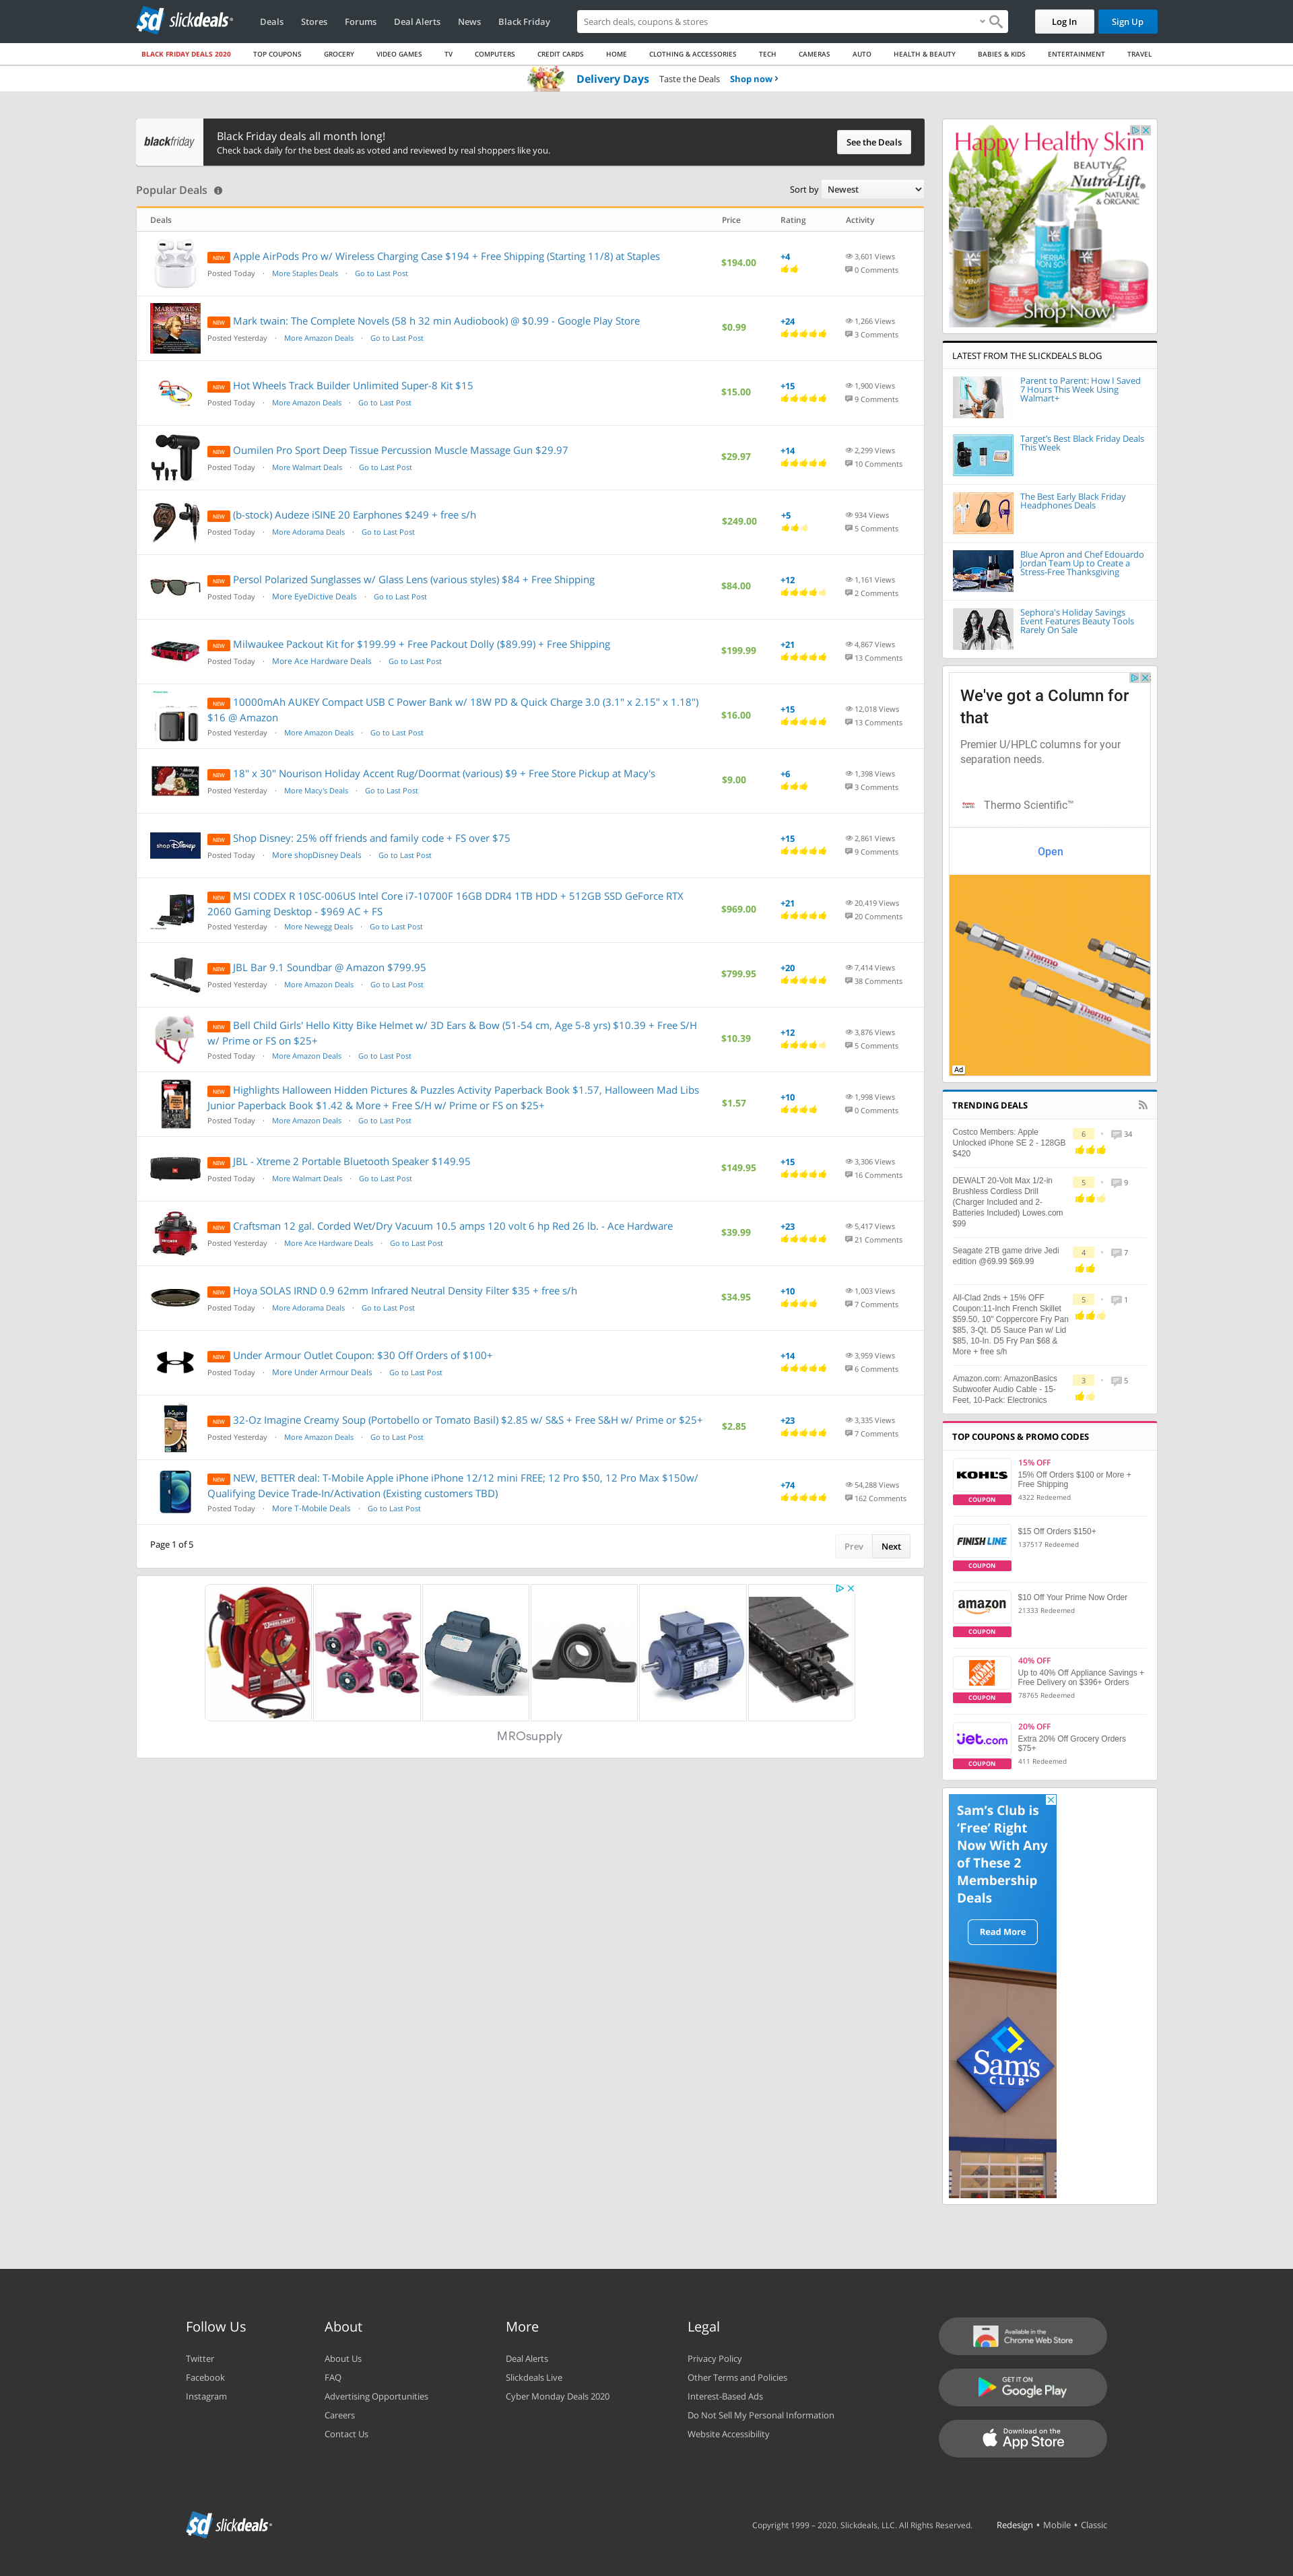 sd slickdeals
Deals
Stores
Forums
Deal Alerts
News
Black Friday
Search deals, coupons & stores
Log In
Sign Up
BLACK FRIDAY DEALS 2020
TOP COUPONS
GROCERY
VIDEO GAMES
TV
COMPUTERS
CREDIT CARDS
HOME
CLOTHING & ACCESSORIES
TECH
CAMERAS
AUTO
HEALTH & BEAUTY
BABIES & KIDS
ENTERTAINMENT
TRAVEL
Delivery Days Taste the Deals Shop now
blackfriday
Black Friday deals all month long!
Check back daily for the best deals as voted and reviewed by real shoppers like you.
See the Deals
Popular Deals
Sort by Newest
Deals Price Rating Activity
NEW Apple AirPods Pro w/ Wireless Charging Case $194 + Free Shipping (Starting 11/8) at Staples
Posted Today · More Staples Deals · Go to Last Post
$194.00
+4
3,601 Views
0 Comments
MARK TWAIN
NEW Mark twain: The Complete Novels (58 h 32 min Audiobook) @ $0.99 - Google Play Store
Posted Yesterday · More Amazon Deals · Go to Last Post
$0.99
+24
1,266 Views
3 Comments
NEW Hot Wheels Track Builder Unlimited Super-8 Kit $15
Posted Today · More Amazon Deals · Go to Last Post
$15.00
+15
1,900 Views
9 Comments
NEW Oumilen Pro Sport Deep Tissue Percussion Muscle Massage Gun $29.97
Posted Today · More Walmart Deals · Go to Last Post
$29.97
+14
2,299 Views
10 Comments
NEW (b-stock) Audeze iSINE 20 Earphones $249 + free s/h
Posted Today · More Adorama Deals · Go to Last Post
$249.00
+5
934 Views
5 Comments
NEW Persol Polarized Sunglasses w/ Glass Lens (various styles) $84 + Free Shipping
Posted Today · More EyeDictive Deals · Go to Last Post
$84.00
+12
1,161 Views
2 Comments
NEW Milwaukee Packout Kit for $199.99 + Free Packout Dolly ($89.99) + Free Shipping
Posted Today · More Ace Hardware Deals · Go to Last Post
$199.99
+21
4,867 Views
13 Comments
NEW 10000mAh AUKEY Compact USB C Power Bank w/ 18W PD & Quick Charge 3.0 (3.1" x 2.15" x 1.18")
$16 @ Amazon
Posted Yesterday · More Amazon Deals · Go to Last Post
$16.00
+15
12,018 Views
13 Comments
NEW 18" x 30" Nourison Holiday Accent Rug/Doormat (various) $9 + Free Store Pickup at Macy's
Posted Yesterday · More Macy's Deals · Go to Last Post
$9.00
+6
1,398 Views
3 Comments
shop Disney
NEW Shop Disney: 25% off friends and family code + FS over $75
Posted Today · More shopDisney Deals · Go to Last Post
+15
2,861 Views
9 Comments
NEW MSI CODEX R 10SC-006US Intel Core i7-10700F 16GB DDR4 1TB HDD + 512GB SSD GeForce RTX
2060 Gaming Desktop - $969 AC + FS
Posted Yesterday · More Newegg Deals · Go to Last Post
$969.00
+21
20,419 Views
20 Comments
NEW JBL Bar 9.1 Soundbar @ Amazon $799.95
Posted Yesterday · More Amazon Deals · Go to Last Post
$799.95
+20
7,414 Views
38 Comments
NEW Bell Child Girls' Hello Kitty Bike Helmet w/ 3D Ears & Bow (51-54 cm, Age 5-8 yrs) $10.39 + Free S/H
w/ Prime or FS on $25+
Posted Today · More Amazon Deals · Go to Last Post
$10.39
+12
3,876 Views
5 Comments
NEW Highlights Halloween Hidden Pictures & Puzzles Activity Paperback Book $1.57, Halloween Mad Libs
Junior Paperback Book $1.42 & More + Free S/H w/ Prime or FS on $25+
Posted Today · More Amazon Deals · Go to Last Post
$1.57
+10
1,998 Views
0 Comments
NEW JBL - Xtreme 2 Portable Bluetooth Speaker $149.95
Posted Today · More Walmart Deals · Go to Last Post
$149.95
+15
3,306 Views
16 Comments
NEW Craftsman 12 gal. Corded Wet/Dry Vacuum 10.5 amps 120 volt 6 hp Red 26 lb. - Ace Hardware
Posted Yesterday · More Ace Hardware Deals · Go to Last Post
$39.99
+23
5,417 Views
21 Comments
NEW Hoya SOLAS IRND 0.9 62mm Infrared Neutral Density Filter $35 + free s/h
Posted Today · More Adorama Deals · Go to Last Post
$34.95
+10
1,003 Views
7 Comments
NEW Under Armour Outlet Coupon: $30 Off Orders of $100+
Posted Today · More Under Armour Deals · Go to Last Post
+14
3,959 Views
6 Comments
NEW 32-Oz Imagine Creamy Soup (Portobello or Tomato Basil) $2.85 w/ S&S + Free S&H w/ Prime or $25+
Posted Yesterday · More Amazon Deals · Go to Last Post
$2.85
+23
3,335 Views
7 Comments
NEW NEW, BETTER deal: T-Mobile Apple iPhone iPhone 12/12 mini FREE; 12 Pro $50, 12 Pro Max $150w/
Qualifying Device Trade-In/Activation (Existing customers TBD)
Posted Today · More T-Mobile Deals · Go to Last Post
+74
54,288 Views
162 Comments
Page 1 of 5
Prev Next
MROsupply
Happy Healthy Skin
BEAUTY BY
Nutra-Lift
NATURAL & ORGANIC
Shop Now!
LATEST FROM THE SLICKDEALS BLOG
Parent to Parent: How I Saved
7 Hours This Week Using
Walmart+
Target's Best Black Friday Deals
This Week
The Best Early Black Friday
Headphones Deals
Blue Apron and Chef Edouardo
Jordan Team Up to Create a
Stress-Free Thanksgiving
Sephora's Holiday Savings
Event Features Beauty Tools
Rarely On Sale
We've got a Column for
that
Premier U/HPLC columns for your
separation needs.
Thermo Scientific™
Open
Thermo
Ad
TRENDING DEALS
Costco Members: Apple
Unlocked iPhone SE 2 - 128GB
$420
6 · 34
DEWALT 20-Volt Max 1/2-in
Brushless Cordless Drill
(Charger Included and 2-
Batteries Included) Lowes.com
$99
5 · 9
Seagate 2TB game drive Jedi
edition @69.99 $69.99
4 · 7
All-Clad 2nds + 15% OFF
Coupon:11-Inch French Skillet
$59.50, 10" Coppercore Fry Pan
$85, 3-Qt. D5 Sauce Pan w/ Lid
$85, 10-In. D5 Fry Pan $68 &
More + free s/h
5 · 1
Amazon.com: AmazonBasics
Subwoofer Audio Cable - 15-
Feet, 10-Pack: Electronics
3 · 5
TOP COUPONS & PROMO CODES
KOHL'S
COUPON
15% OFF
15% Off Orders $100 or More +
Free Shipping
4322 Redeemed
FINISH LINE
COUPON
$15 Off Orders $150+
137517 Redeemed
amazon
COUPON
$10 Off Your Prime Now Order
21333 Redeemed
THE HOME DEPOT
COUPON
40% OFF
Up to 40% Off Appliance Savings +
Free Delivery on $396+ Orders
78765 Redeemed
jet.com
COUPON
20% OFF
Extra 20% Off Grocery Orders
$75+
411 Redeemed
Sam's Club is
'Free' Right
Now With Any
of These 2
Membership
Deals
Read More
Sam's
CLUB
Follow Us
Twitter
Facebook
Instagram
About
About Us
FAQ
Advertising Opportunities
Careers
Contact Us
More
Deal Alerts
Slickdeals Live
Cyber Monday Deals 2020
Legal
Privacy Policy
Other Terms and Policies
Interest-Based Ads
Do Not Sell My Personal Information
Website Accessibility
Available in the
Chrome Web Store
GET IT ON
Google Play
Download on the
App Store
sd slickdeals
Copyright 1999 – 2020. Slickdeals, LLC. All Rights Reserved.
Redesign • Mobile • Classic